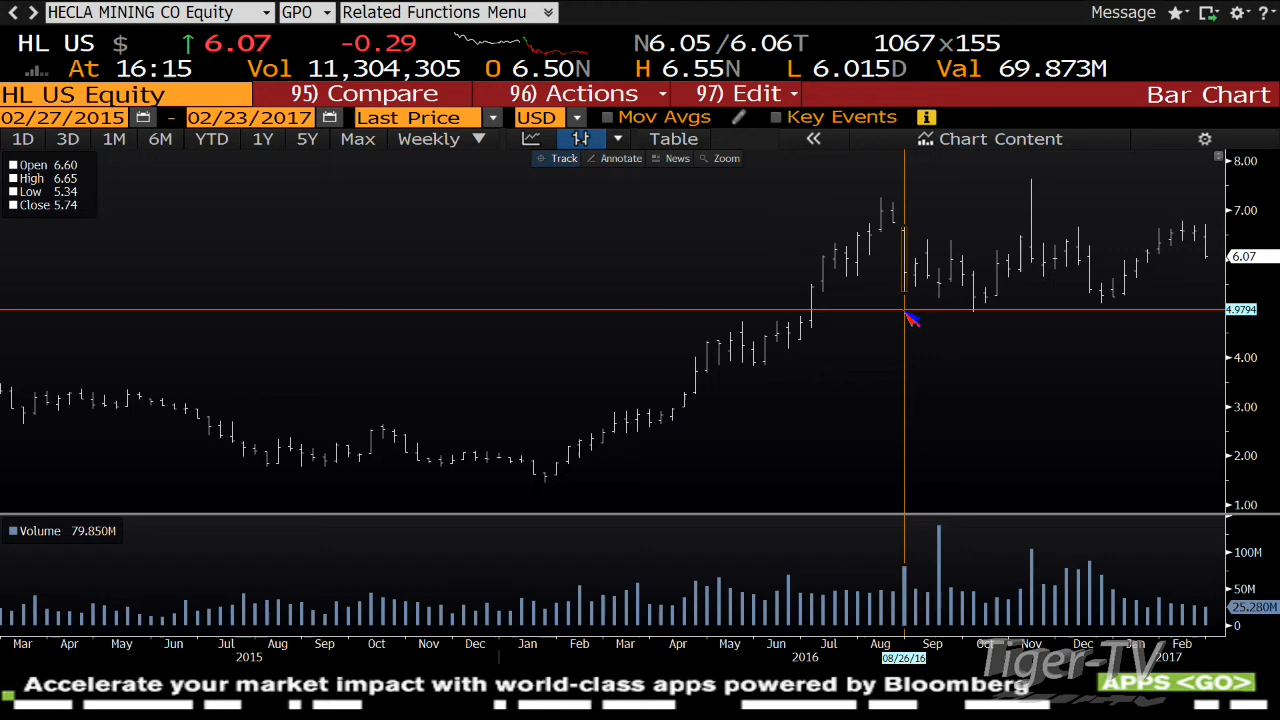 HECLA MINING CO Equity GPO Related Functions Menu Message ?
HL US $ ↑ 6.07 -0.29 N6.05 /6.06T 1067x155
At 16:15 Vol 11,304,305 O 6.50N H 6.55N L 6.015D Val 69.873M
HL US Equity 95) Compare 96) Actions 97) Edit Bar Chart
02/27/2015 - 02/23/2017 Last Price USD Mov Avgs Key Events i
1D 3D 1M 6M YTD 1Y 5Y Max Weekly Table « Chart Content
Track Annotate News Zoom
Open 6.60
High 6.65
Low 5.34
Close 5.74
8.00
7.00
6.07
4.9794
4.00
3.00
2.00
1.00
Volume 79.850M
100M
50M
25.280M
0
Mar Apr May Jun Jul Aug Sep Oct Nov Dec Jan Feb Mar Apr May Jun Jul Aug Sep Oct Nov Dec Jan Feb
2015 2016 08/26/16 2017
Tiger-TV
Accelerate your market impact with world-class apps powered by Bloomberg APPS <GO>